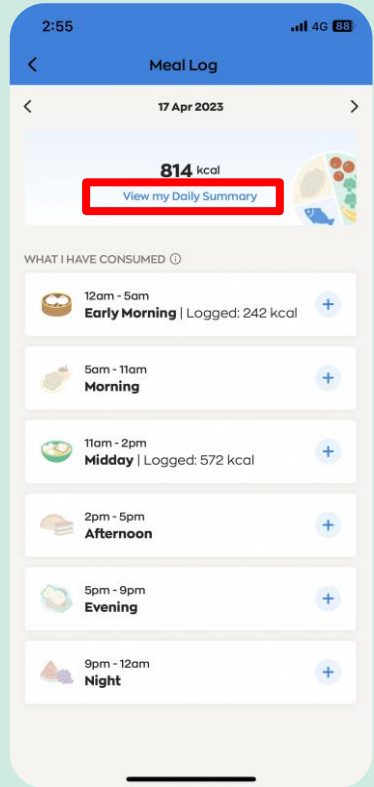 2:55 4G 88
Meal Log
17 Apr 2023
814 kcal
View my Daily Summary
WHAT I HAVE CONSUMED
12am - 5am
Early Morning | Logged: 242 kcal
5am - 11am
Morning
11am - 2pm
Midday | Logged: 572 kcal
2pm - 5pm
Afternoon
5pm - 9pm
Evening
9pm - 12am
Night